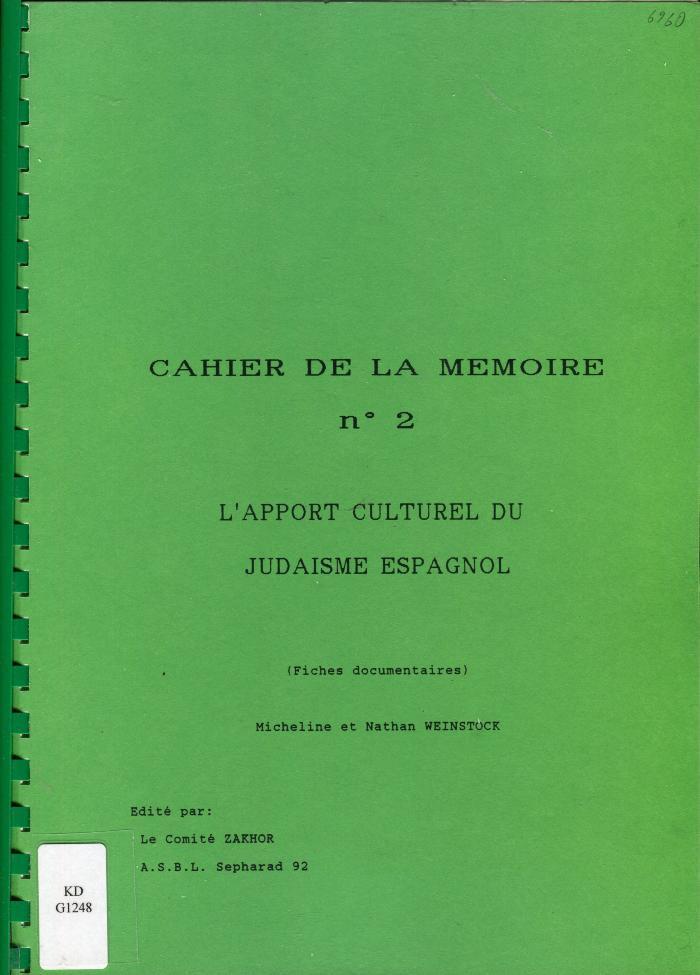 6960
CAHIER DE LA MEMOIRE
n° 2
L'APPORT CULTUREL DU
JUDAISME ESPAGNOL
(Fiches documentaires)
Micheline et Nathan WEINSTOCK
Edité par:
Le Comité ZAKHOR
A.S.B.L. Sepharad 92
KD
G1248